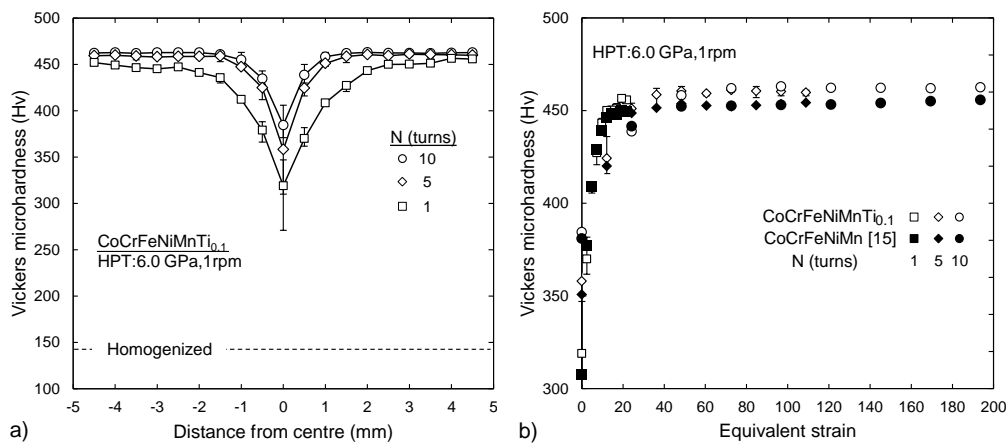 500
450
400
350
300
250
200
150
100
Vickers microhardness (Hv)
N (turns)
10
5
1
CoCrFeNiMnTi0.1
HPT:6.0 GPa,1rpm
Homogenized
-5 -4 -3 -2 -1 0 1 2 3 4 5
a) Distance from centre (mm)
500
450
400
350
300
Vickers microhardness (Hv)
HPT:6.0 GPa,1rpm
CoCrFeNiMnTi0.1
CoCrFeNiMn [15]
N (turns) 1 5 10
0 20 40 60 80 100 120 140 160 180 200
b) Equivalent strain